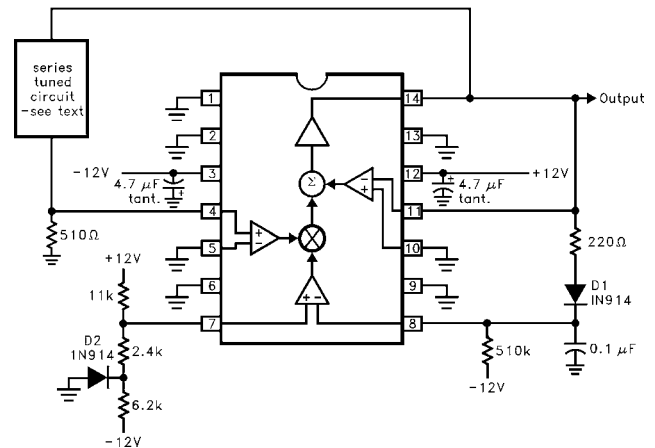 series
tuned
circuit
-see text
1
2
-12V
4.7 μF
tant.
3
4
510Ω
5
6
+12V
11k
7
D2
1N914
2.4k
6.2k
-12V
+
-
+
-
Σ
-
+
+ -
14
Output
13
12
+12V
4.7 μF
tant.
11
10
220Ω
9
D1
IN914
8
510k
-12V
0.1 μF
+
+